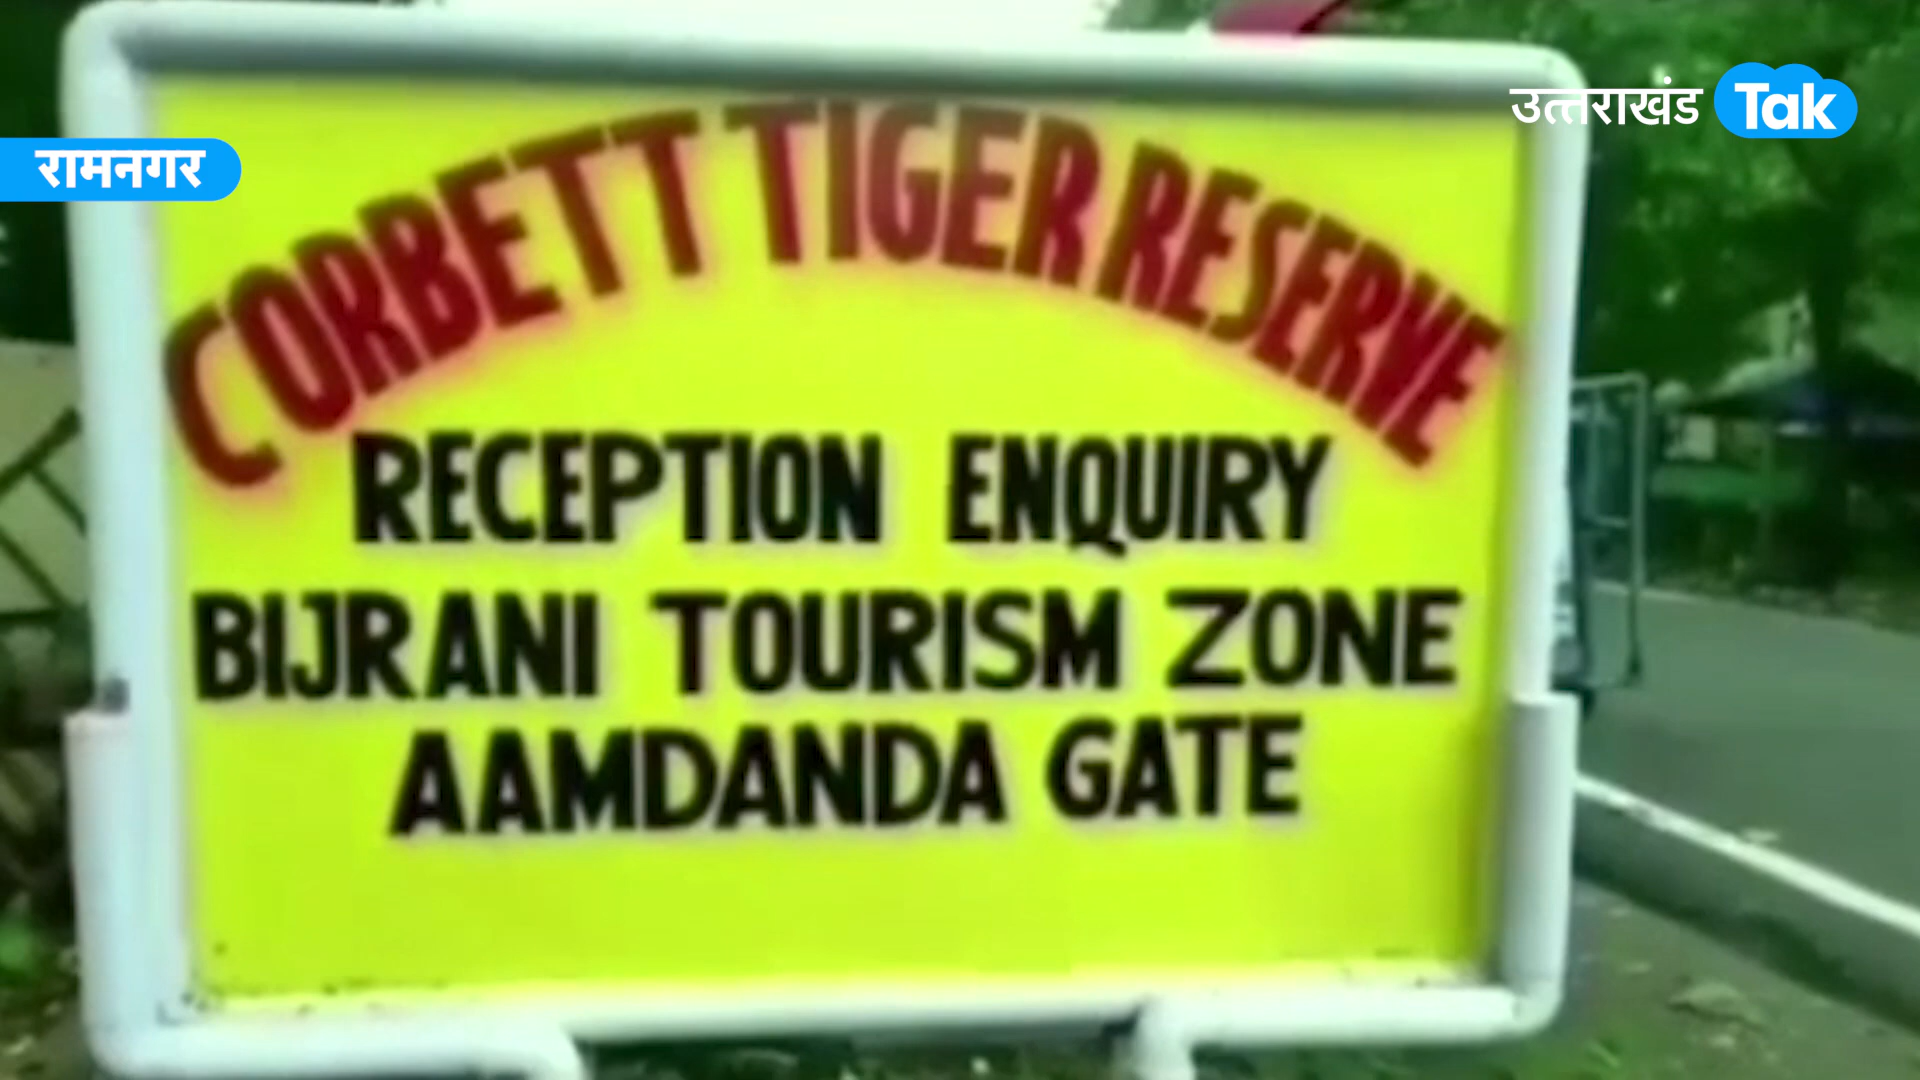 उत्तराखंड Tak
रामनगर
CORBETT TIGER RESERVE
RECEPTION ENQUIRY
BIJRANI TOURISM ZONE
AAMDANDA GATE